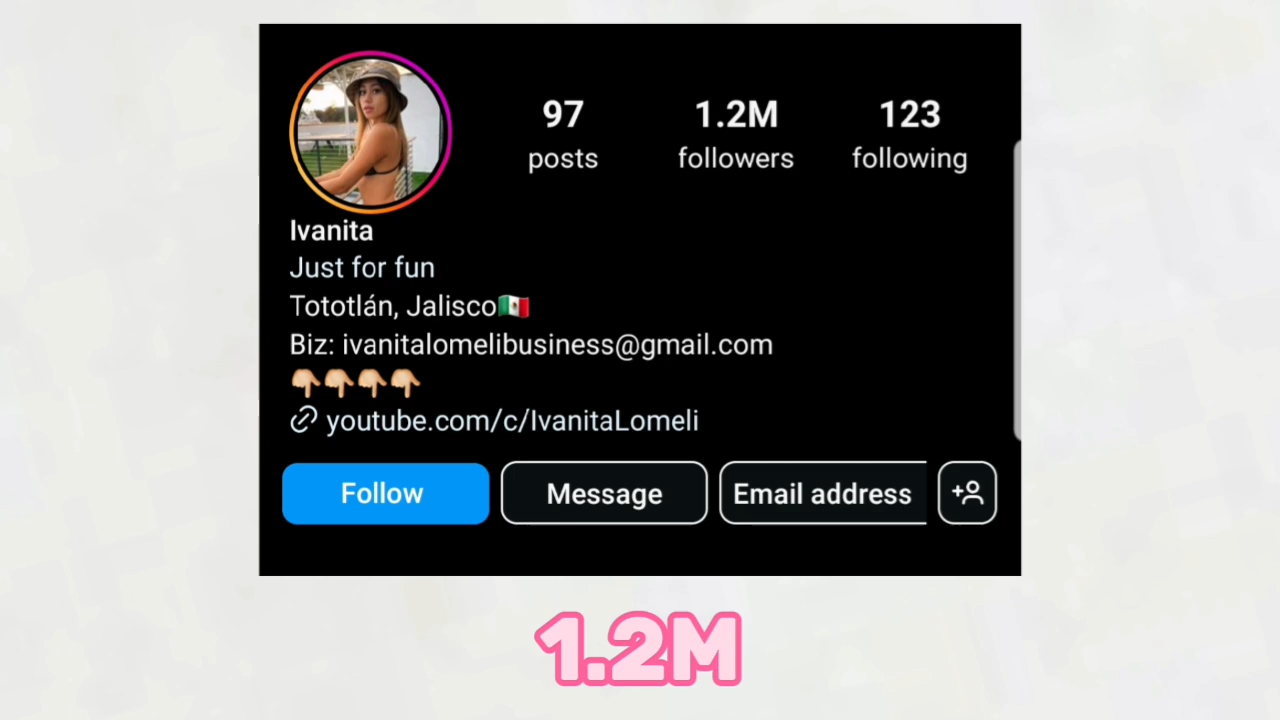 97 1.2M 123
posts followers following
Ivanita
Just for fun
Tototlán, Jalisco🇲🇽
Biz: ivanitalomelibusiness@gmail.com
👇🏼👇🏼👇🏼👇🏼
youtube.com/c/IvanitaLomeli
Follow Message Email address
1.2M